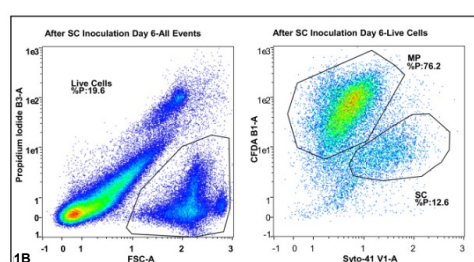 After SC Inoculation Day 6-All Events
1e3
1e2
1e1
1
0
-1
Propidium Iodide B3-A
Live Cells
%P:19.6
-1 0 1 2 3
FSC-A
1B
After SC Inoculation Day 6-Live Cells
1e3
1e2
1e1
1
0
-1
CFDA B1-A
MP
%P:76.2
SC
%P:12.6
-1 0 1 2 3
Syto-41 V1-A